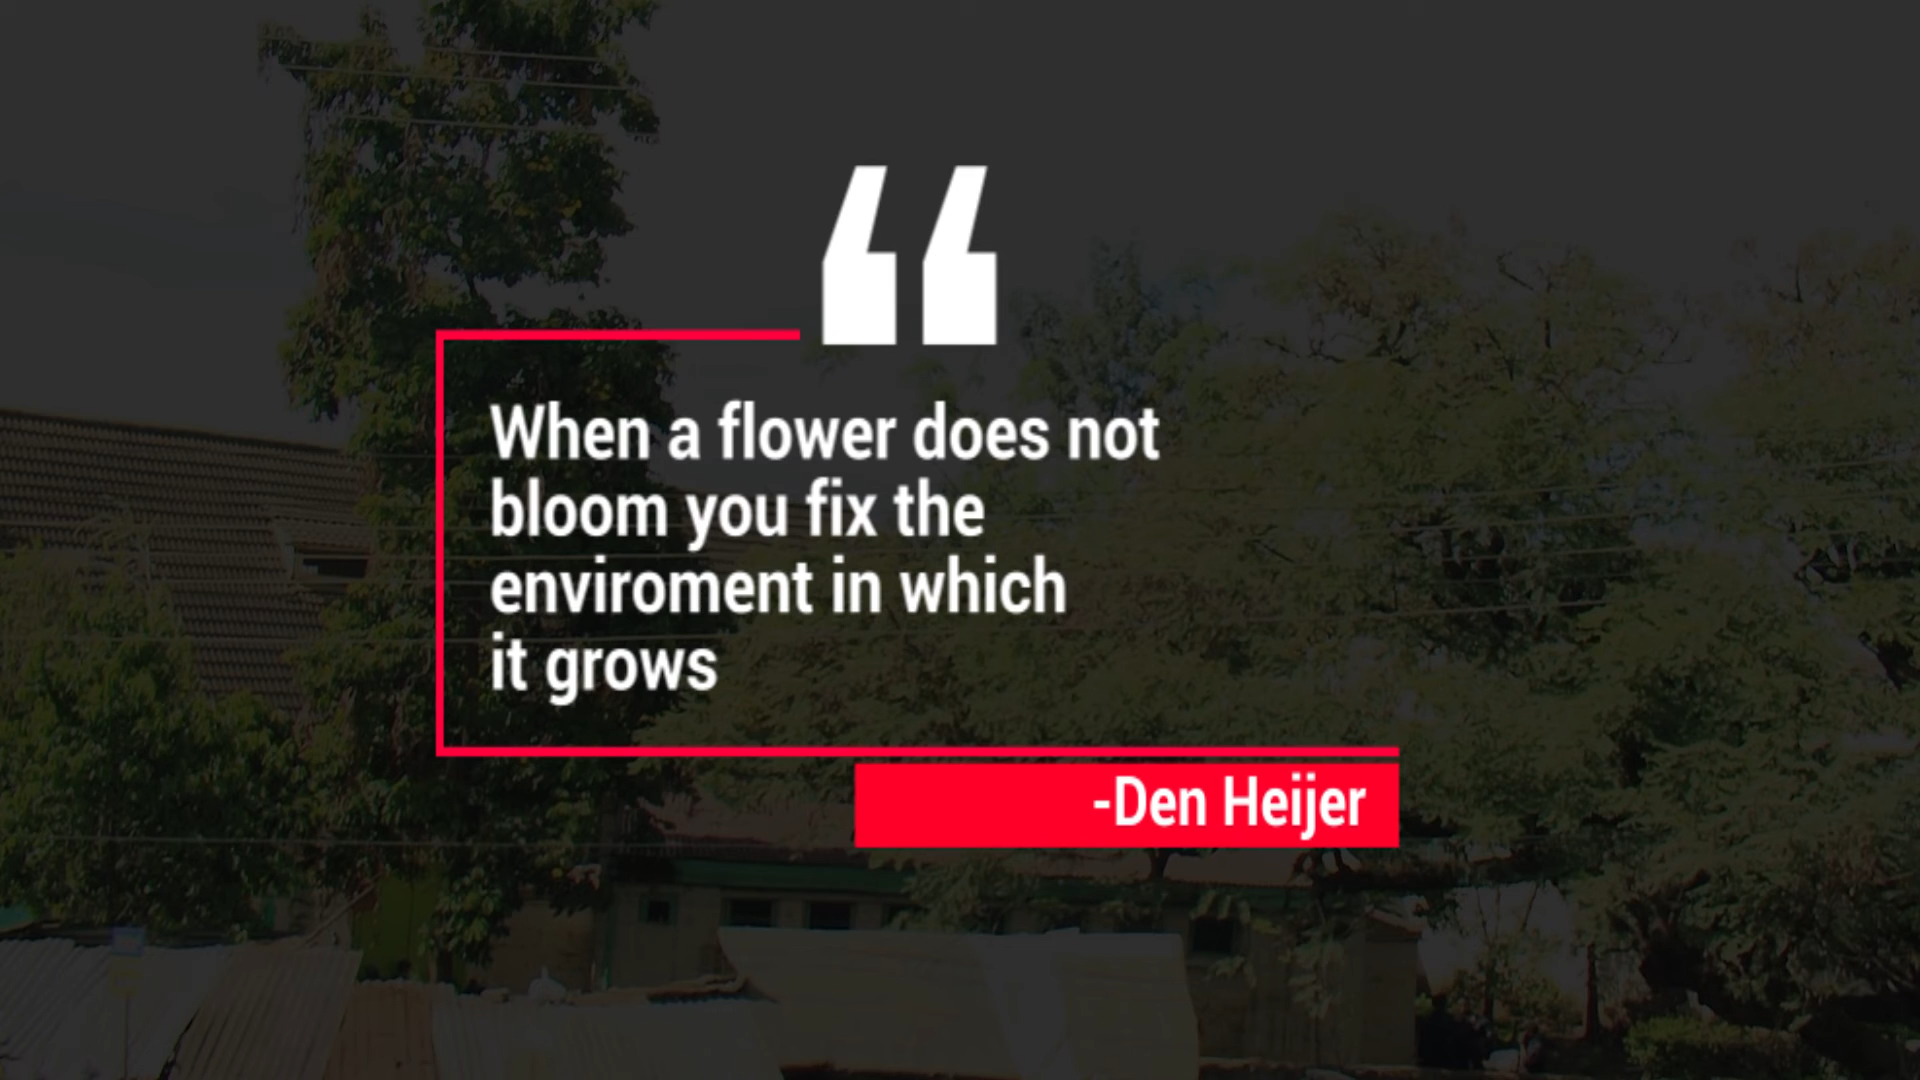 “
When a flower does not
bloom you fix the
enviroment in which
it grows
-Den Heijer